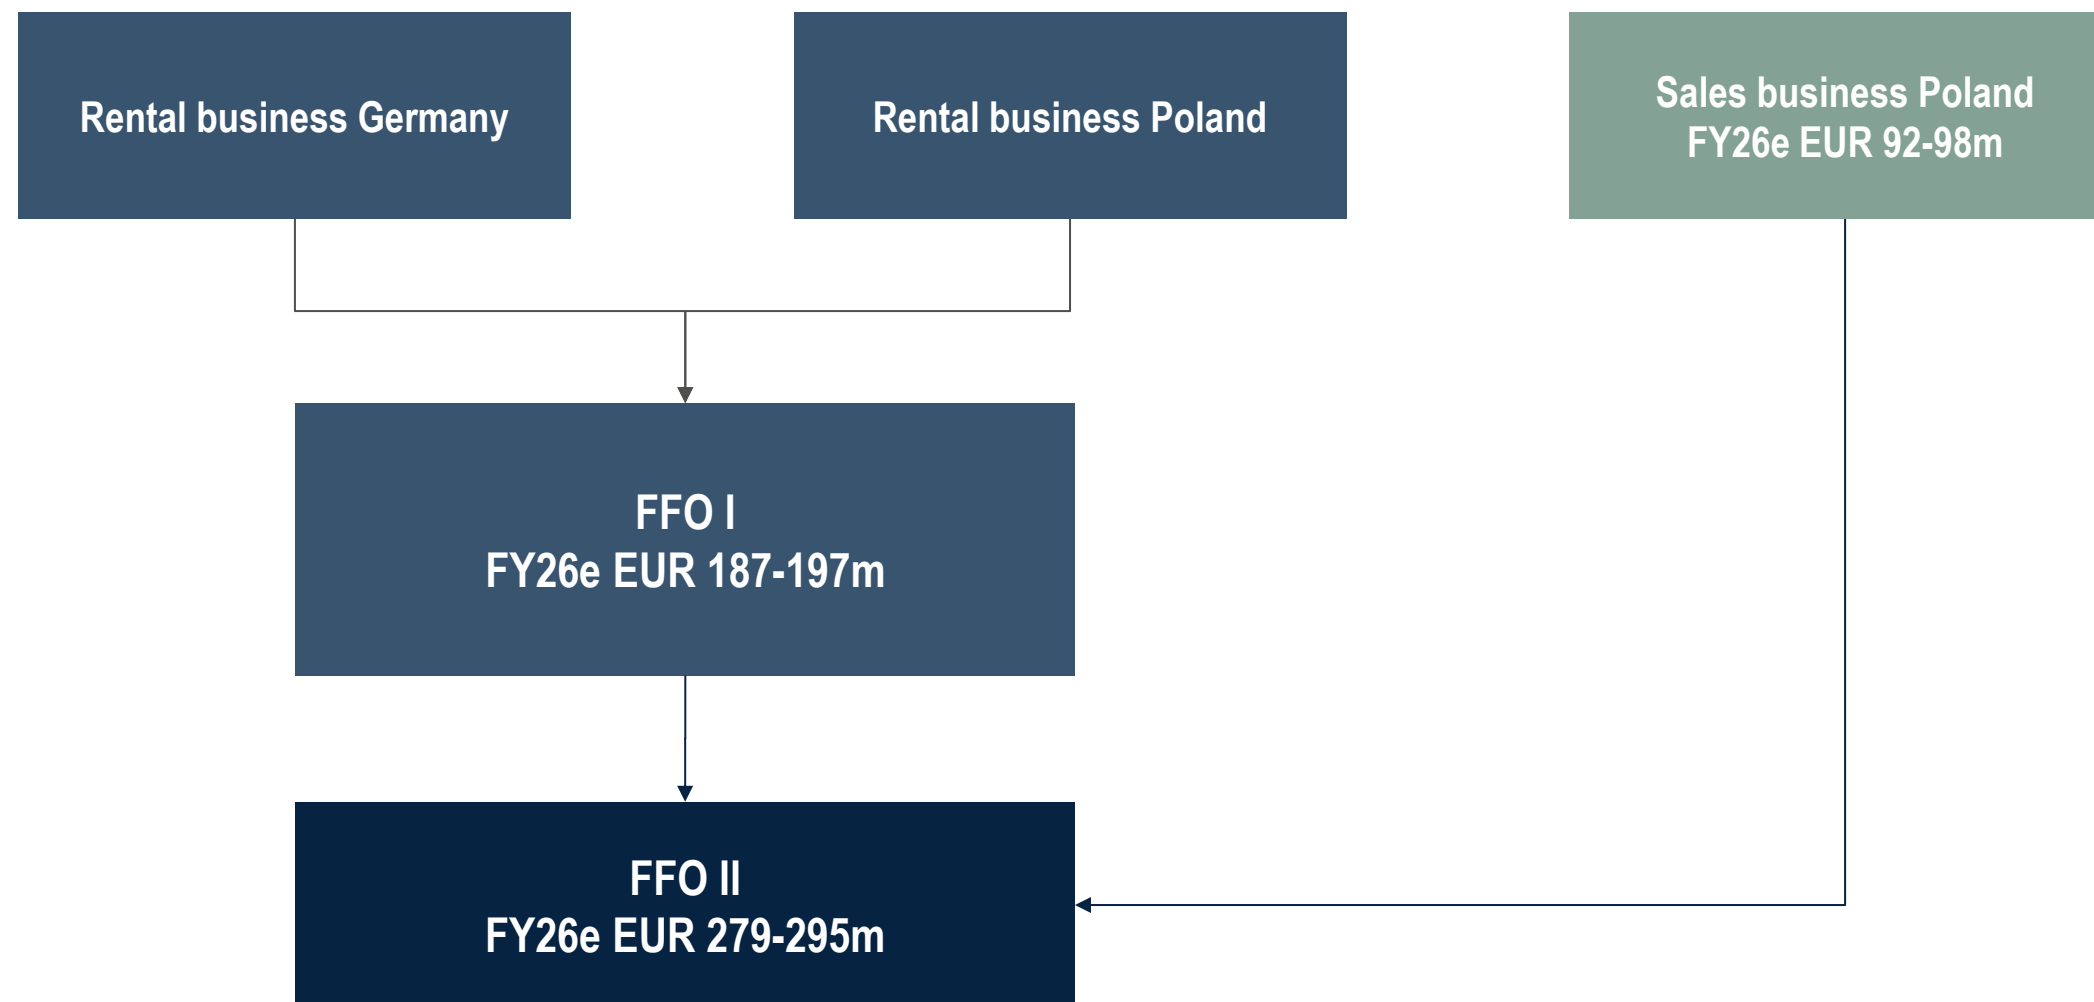 Rental business Germany
Rental business Poland
Sales business Poland
FY26e EUR 92-98m
FFO I
FY26e EUR 187-197m
FFO II
FY26e EUR 279-295m